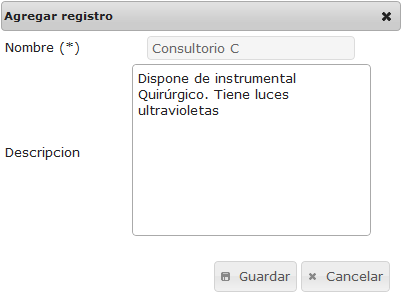 Agregar registro
Nombre (*)
Consultorio C
Dispone de instrumental
Quirúrgico. Tiene luces
ultravioletas
Descripcion
Guardar
Cancelar